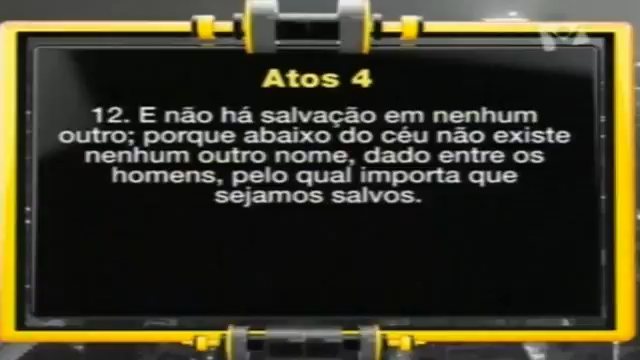 Atos 4
12. E não há salvação em nenhum
outro; porque abaixo do céu não existe
nenhum outro nome, dado entre os
homens, pelo qual importa que
sejamos salvos.